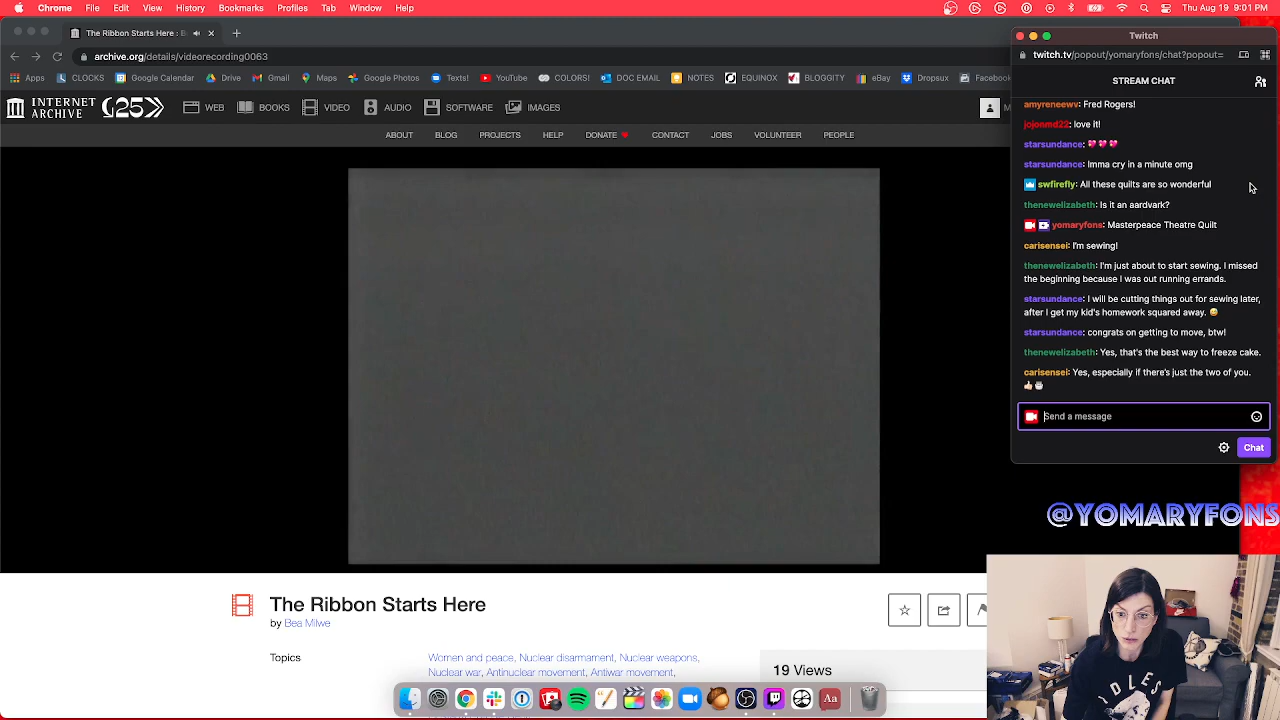 Chrome File Edit View History Bookmarks Profiles Tab Window Help
Thu Aug 19 9:01 PM
The Ribbon Starts Here : B
archive.org/details/videorecording0063
Apps CLOCKS Google Calendar Drive Gmail Maps Google Photos Texts! YouTube COLORS! DOC EMAIL NOTES EQUINOX BLOGGITY eBay Dropsux Facebook
INTERNET ARCHIVE 25 WEB BOOKS VIDEO AUDIO SOFTWARE IMAGES
ABOUT BLOG PROJECTS HELP DONATE CONTACT JOBS VOLUNTEER PEOPLE
The Ribbon Starts Here
by Bea Milwe
Topics
Women and peace, Nuclear disarmament, Nuclear weapons,
Nuclear war, Antinuclear movement, Antiwar movement,
19 Views
Twitch
twitch.tv/popout/yomaryfons/chat?popout=
STREAM CHAT
amyreneewv: Fred Rogers!
jojonmd22: love it!
starsundance: 💖💖💖
starsundance: Imma cry in a minute omg
swfirefly: All these quilts are so wonderful
thenewelizabeth: Is it an aardvark?
yomaryfons: Masterpeace Theatre Quilt
carisensei: I'm sewing!
thenewelizabeth: I'm just about to start sewing. I missed
the beginning because I was out running errands.
starsundance: I will be cutting things out for sewing later,
after I get my kid's homework squared away. 😅
starsundance: congrats on getting to move, btw!
thenewelizabeth: Yes, that's the best way to freeze cake.
carisensei: Yes, especially if there's just the two of you.
Send a message
Chat
@YOMARYFONS
Aa